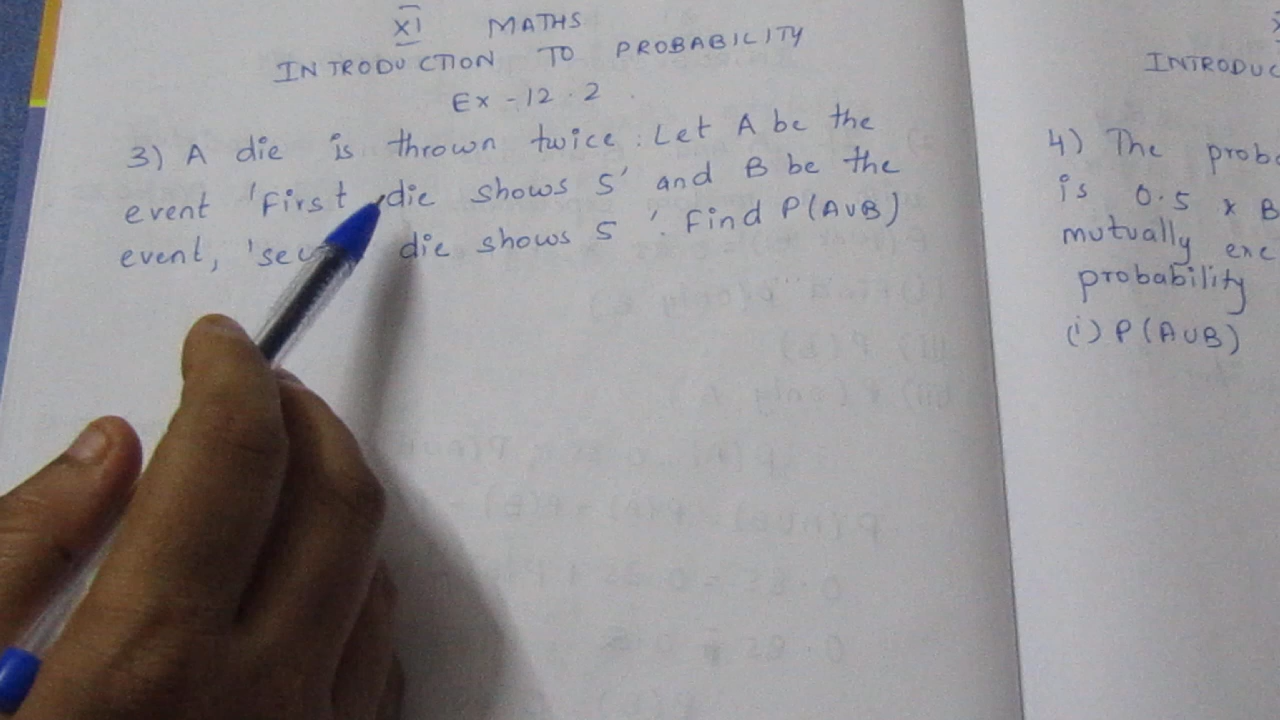 XI MATHS
INTRODUCTION TO PROBABILITY
Ex - 12.2
3) A die is thrown twice. Let A be the
event 'First die shows 5' and B be the
event, 'sec die shows 5'. Find P(A∪B)
INTRODUC
4) The proba
is 0.5 x B
mutually exc
probability
(i) P(A∪B)